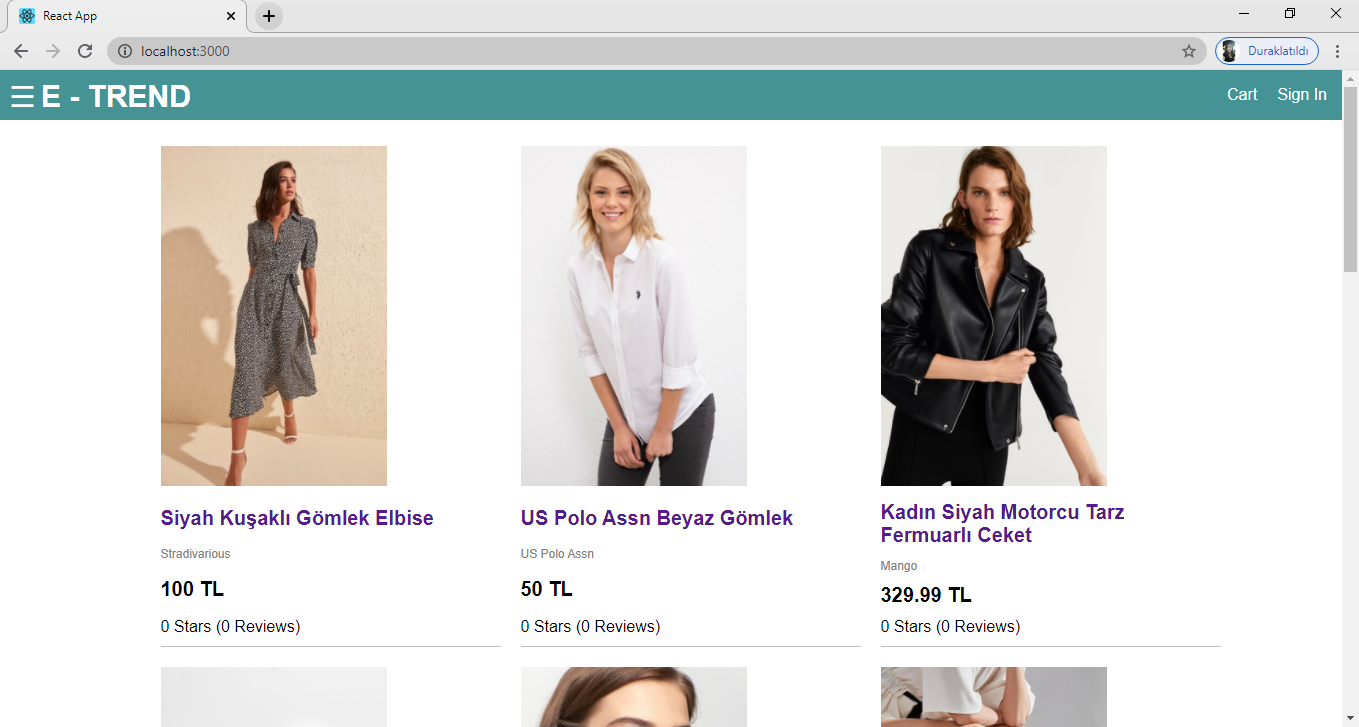 React App
localhost:3000
Duraklatıldı
☰ E - TREND
Cart Sign In
Siyah Kuşaklı Gömlek Elbise
Stradivarious
100 TL
0 Stars (0 Reviews)
US Polo Assn Beyaz Gömlek
US Polo Assn
50 TL
0 Stars (0 Reviews)
Kadın Siyah Motorcu Tarz
Fermuarlı Ceket
Mango
329.99 TL
0 Stars (0 Reviews)